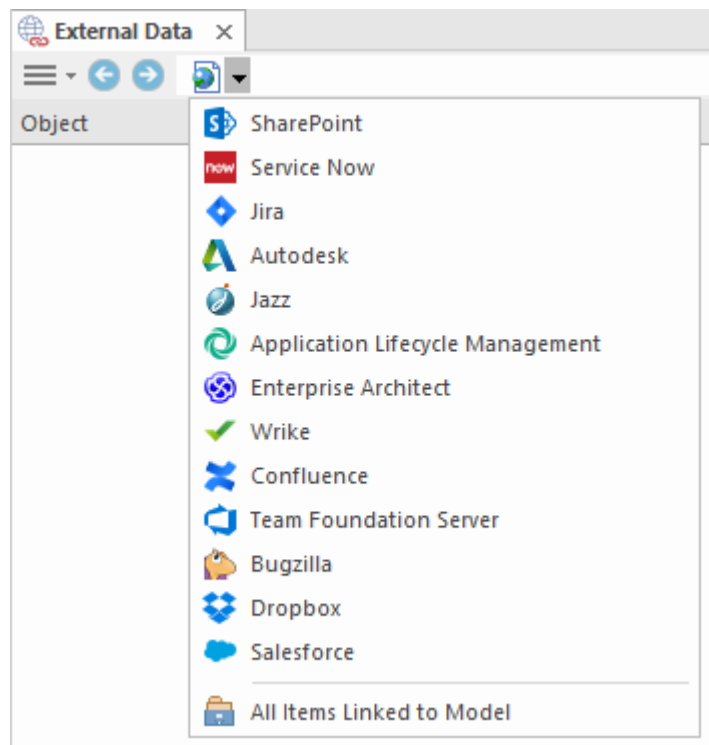 External Data
Object
SharePoint
now Service Now
Jira
Autodesk
Jazz
Application Lifecycle Management
Enterprise Architect
Wrike
Confluence
Team Foundation Server
Bugzilla
Dropbox
Salesforce
All Items Linked to Model